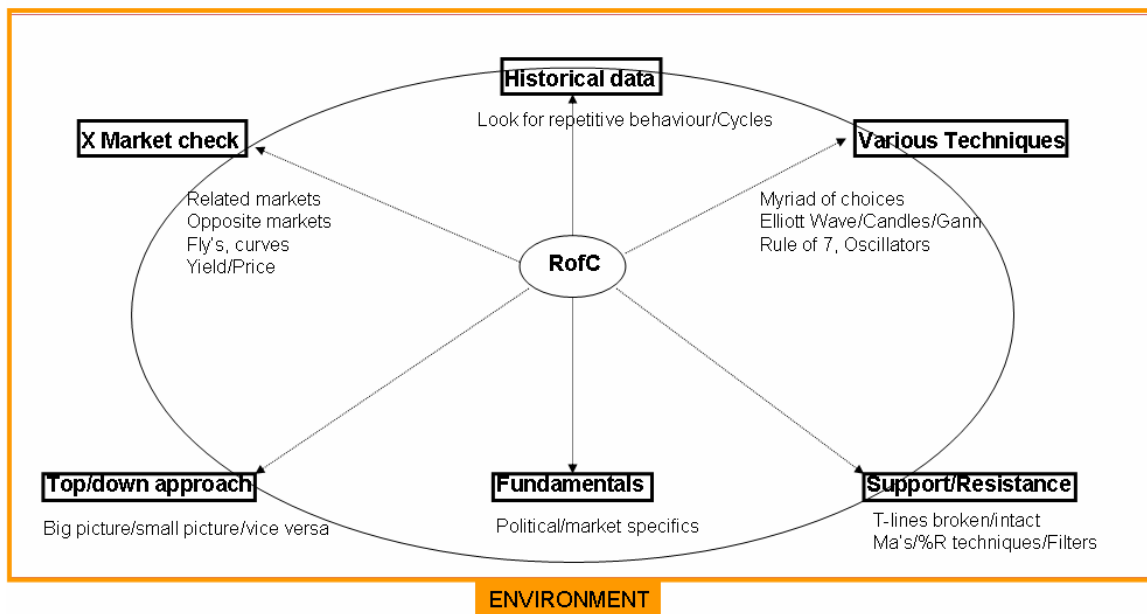 Historical data
Look for repetitive behaviour/Cycles
X Market check
Related markets
Opposite markets
Fly's, curves
Yield/Price
Various Techniques
Myriad of choices
Elliott Wave/Candles/Gann
Rule of 7, Oscillators
RofC
Top/down approach
Big picture/small picture/vice versa
Fundamentals
Political/market specifics
Support/Resistance
T-lines broken/intact
Ma's/%R techniques/Filters
ENVIRONMENT